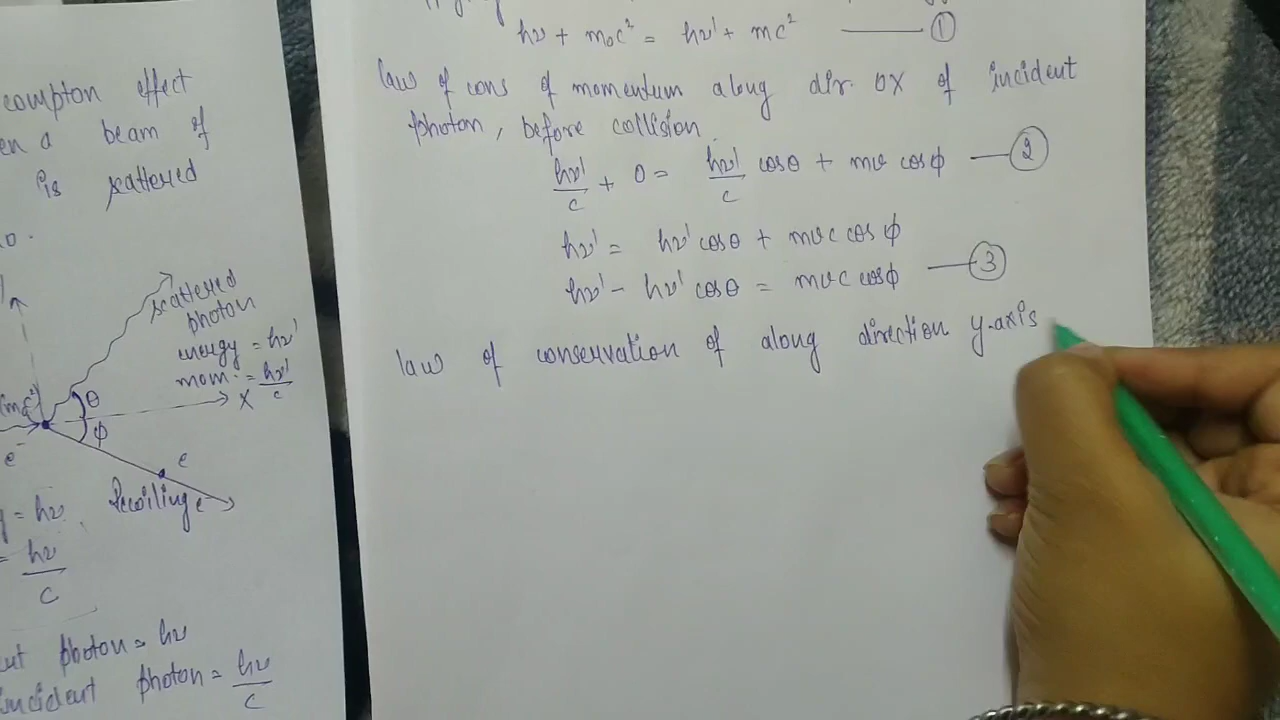 compton effect
en a beam of
is scattered
scattered
photon
energy = hν'
mom. = hν'/c
X
θ
φ
e⁻
e
Recoiling e
= hν
= hν/c
photon = hν
incident photon = hν/c
hν + m₀c² = hν' + mc² ——— ①
law of cons of momentum along dir. OX of incident
photon, before collision
hν'/c + 0 = hν'/c cosθ + mv cosφ —— ②
hν' = hν' cosθ + mvc cosφ
hν' - hν' cosθ = mvc cosφ —— ③
law of conservation of along direction y-axis